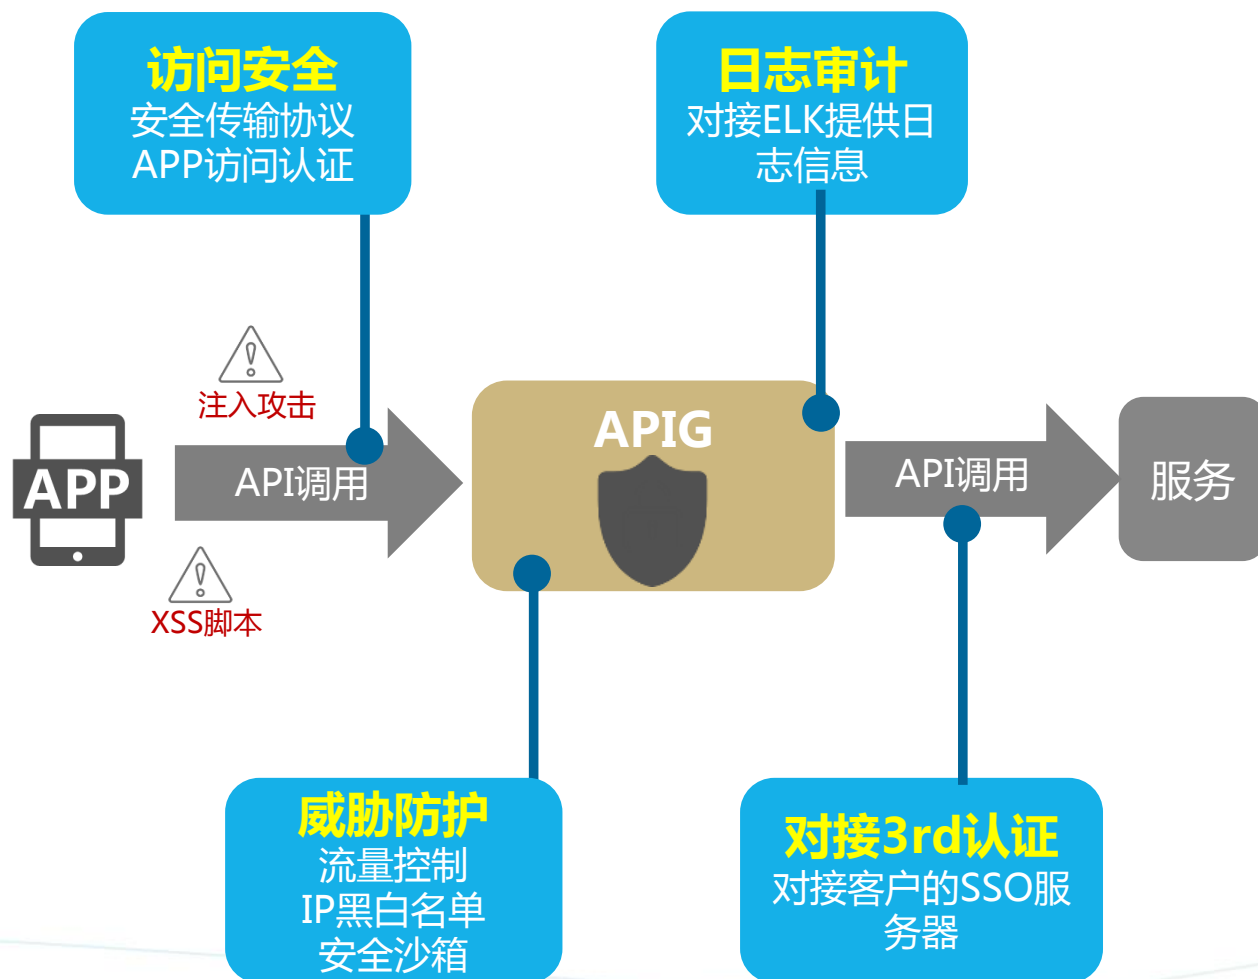 访问安全
安全传输协议
APP访问认证
日志审计
对接ELK提供日
志信息
注入攻击
APP
API调用
XSS脚本
APIG
API调用
服务
威胁防护
流量控制
IP黑白名单
安全沙箱
对接3rd认证
对接客户的SSO服
务器